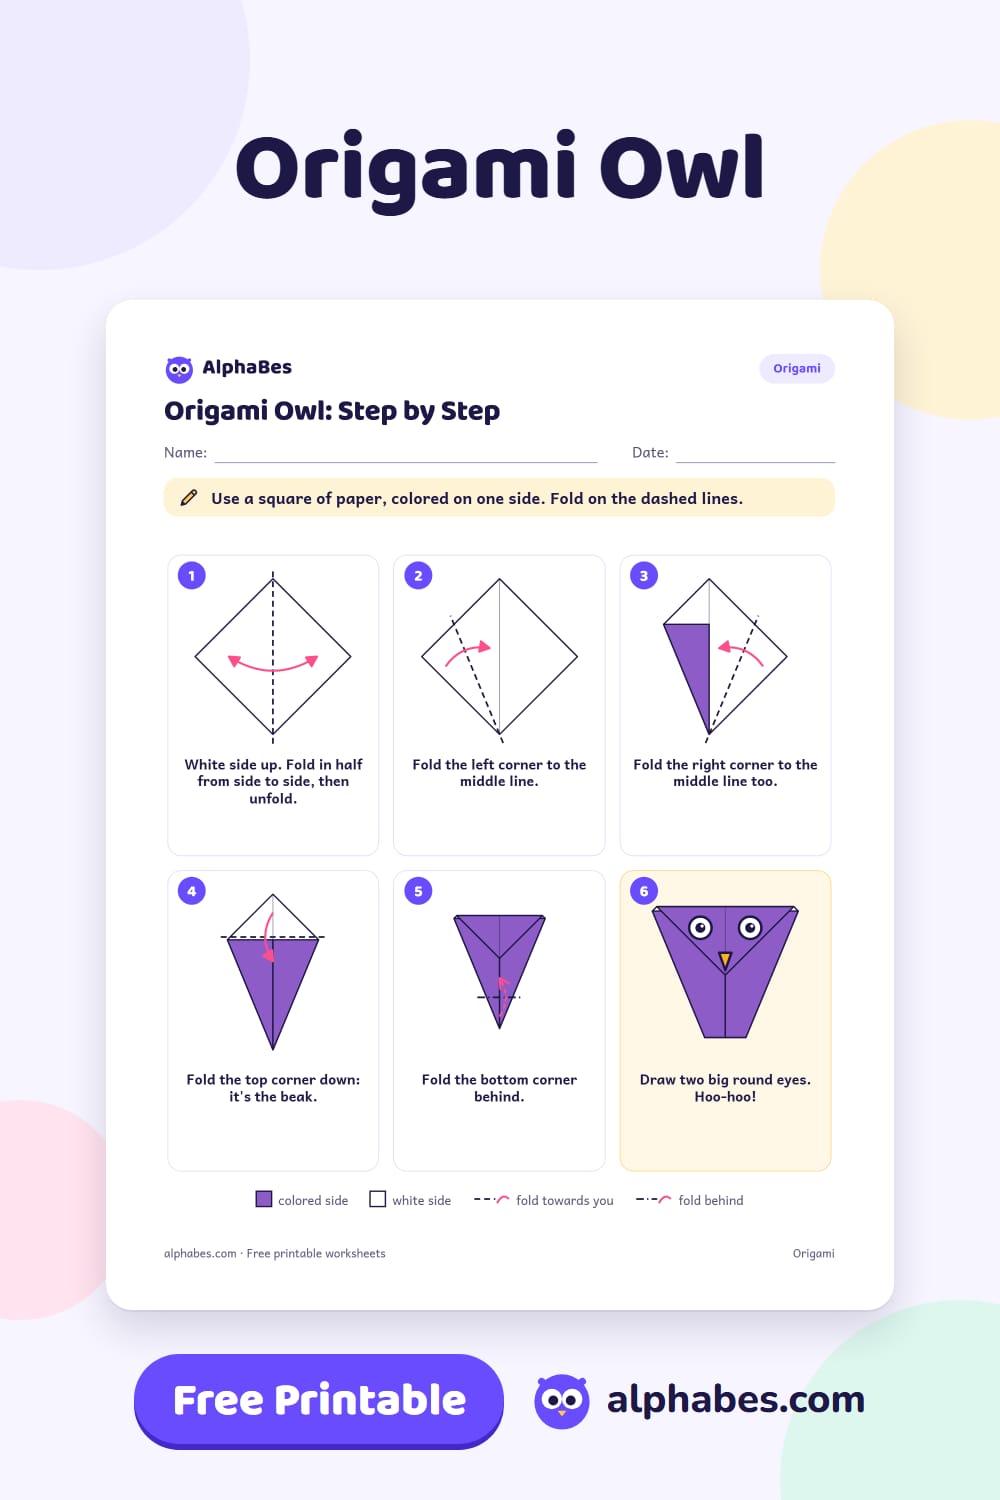 Origami Owl
AlphaBes
Origami
Origami Owl: Step by Step
Name:
Date:
Use a square of paper, colored on one side. Fold on the dashed lines.
1
White side up. Fold in half
from side to side, then
unfold.
2
Fold the left corner to the
middle line.
3
Fold the right corner to the
middle line too.
4
Fold the top corner down:
it's the beak.
5
Fold the bottom corner
behind.
6
Draw two big round eyes.
Hoo-hoo!
colored side
white side
fold towards you
fold behind
alphabes.com · Free printable worksheets
Origami
Free Printable
alphabes.com